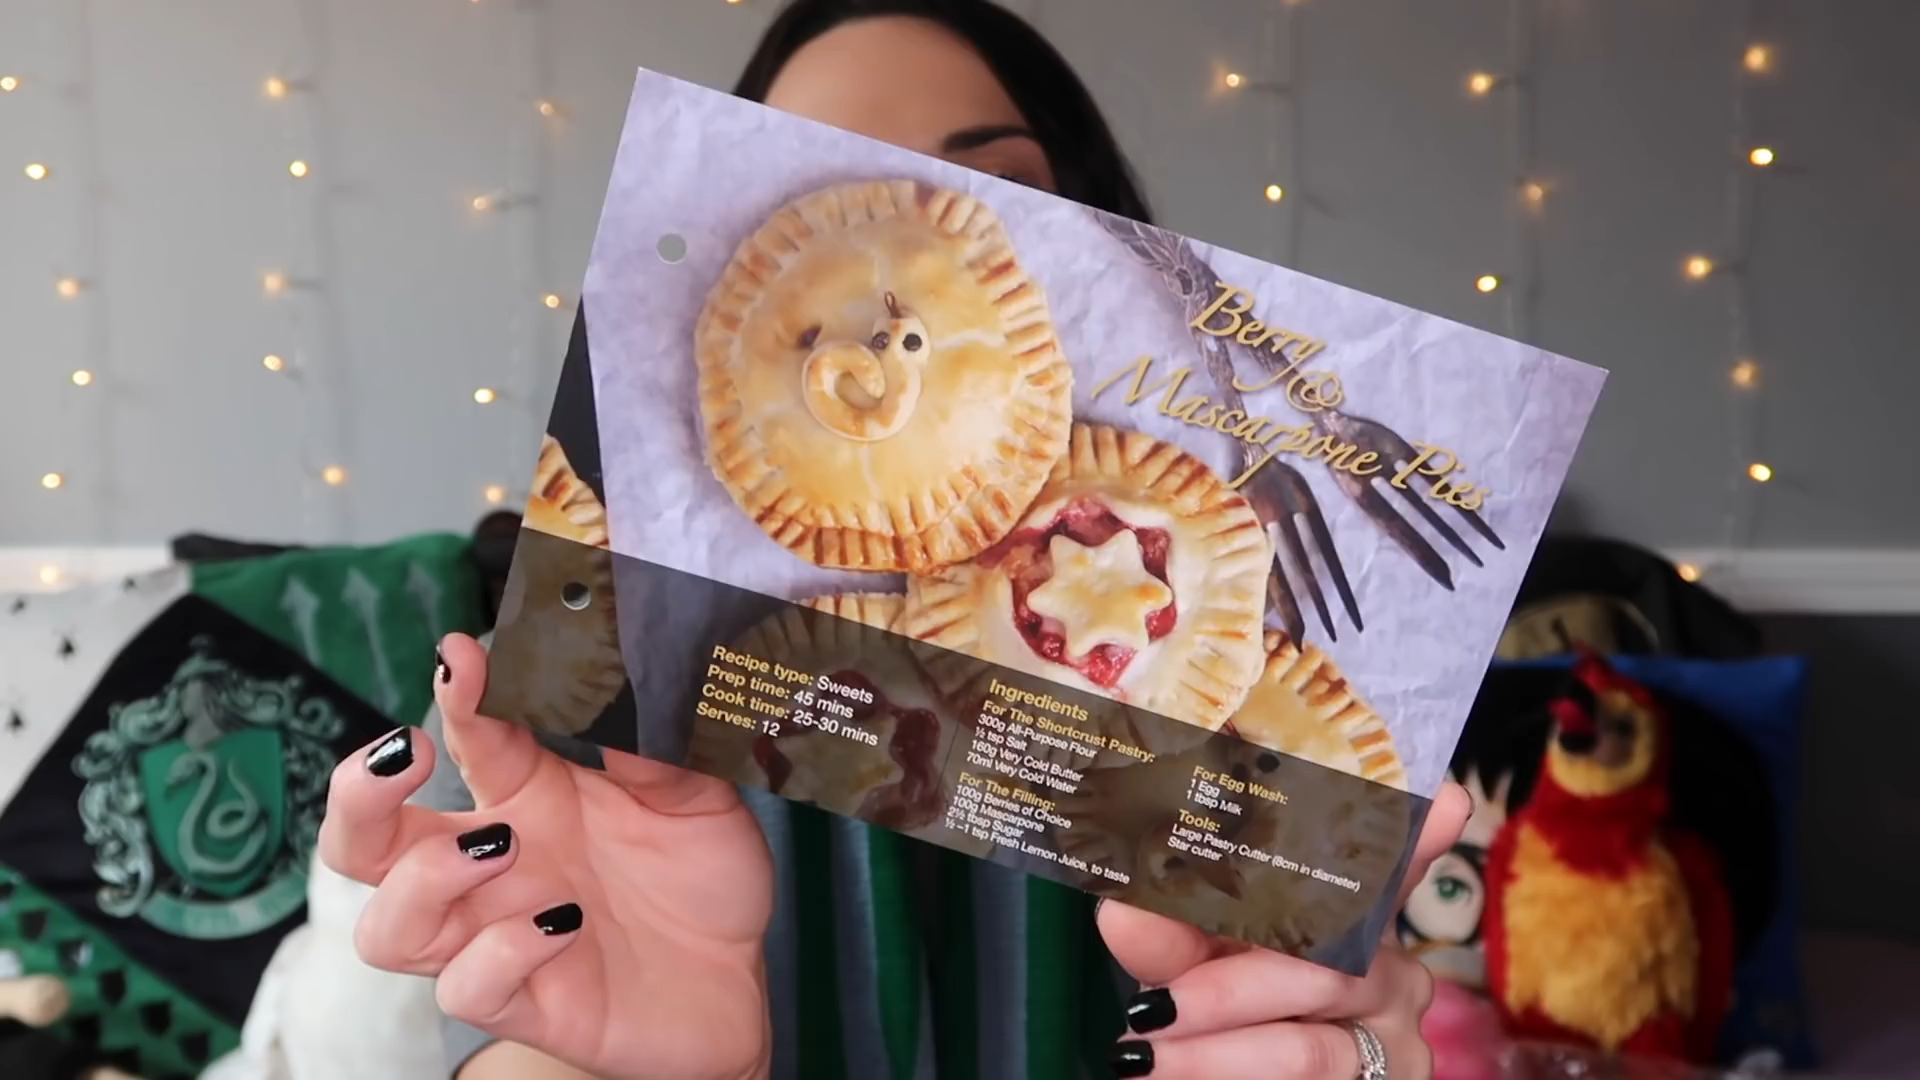 Berry &
Mascarpone Pies
Recipe type: Sweets
Prep time: 45 mins
Cook time: 25-30 mins
Serves: 12
Ingredients
For The Shortcrust Pastry:
300g All-Purpose Flour
½ tsp Salt
160g Very Cold Butter
70ml Very Cold Water
For The Filling:
100g Berries of Choice
100g Mascarpone
2½ tbsp Sugar
½–1 tsp Fresh Lemon Juice, to taste
For Egg Wash:
1 Egg
1 tbsp Milk
Tools:
Large Pastry Cutter (8cm in diameter)
Star cutter